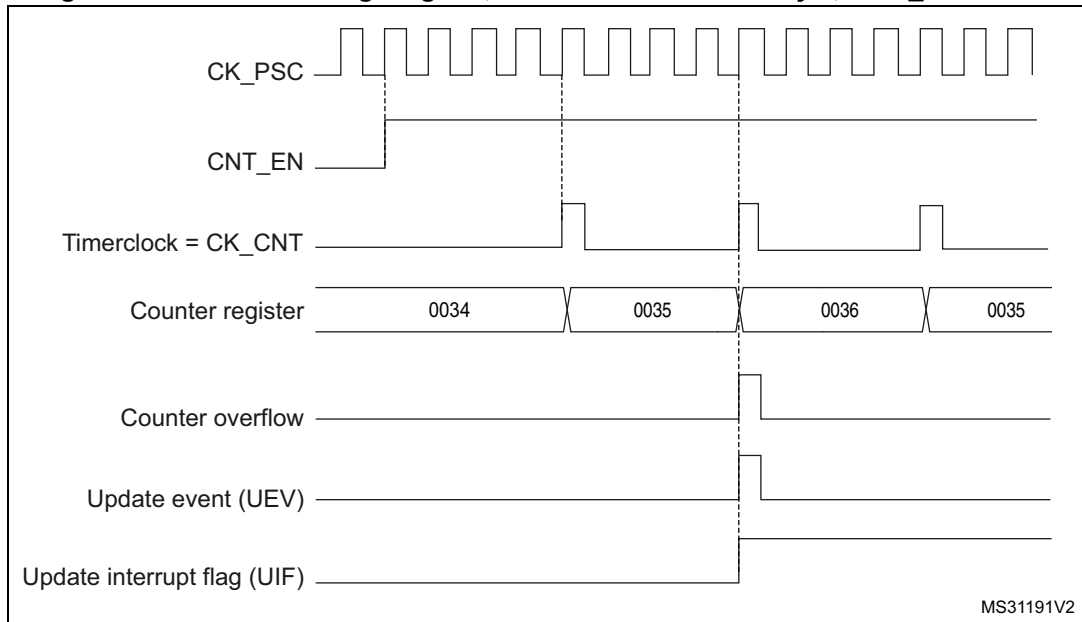 CK_PSC
CNT_EN
Timerclock = CK_CNT
Counter register 0034 0035 0036 0035
Counter overflow
Update event (UEV)
Update interrupt flag (UIF)
MS31191V2